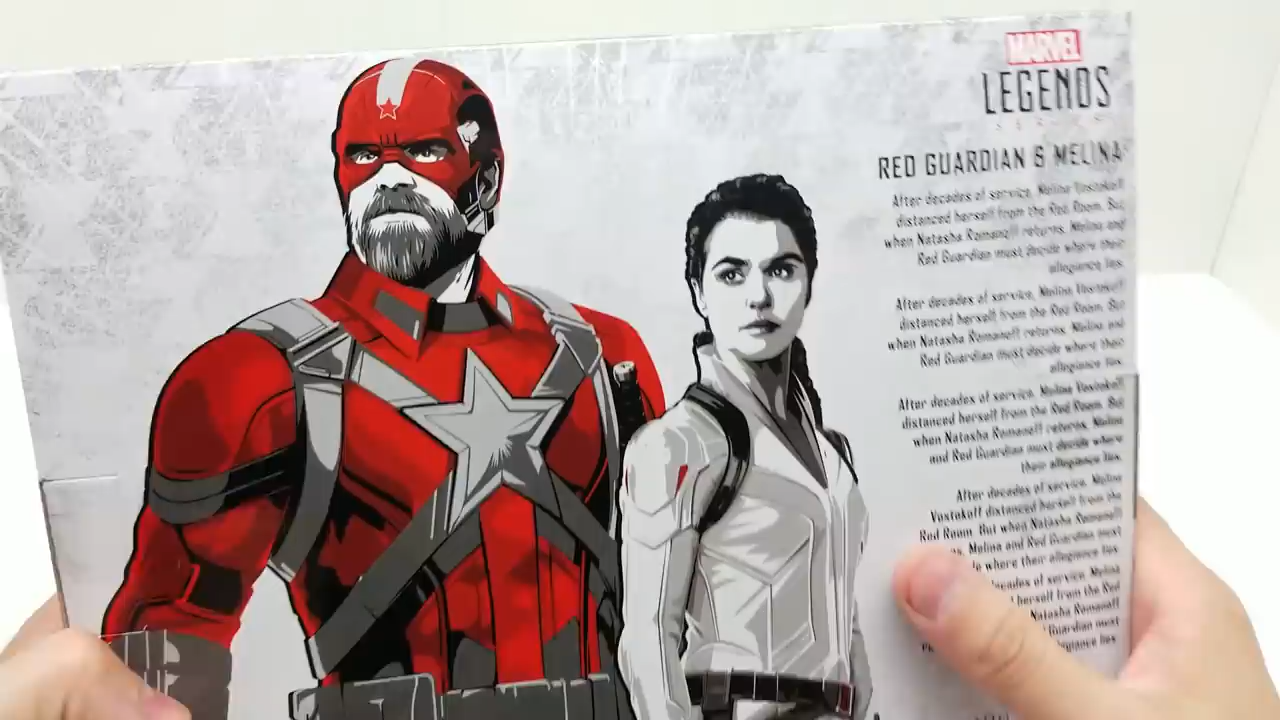 MARVEL
LEGENDS
SERIES
RED GUARDIAN & MELINA
After decades of service, Melina Vostokoff
distanced herself from the Red Room. But
when Natasha Romanoff returns, Melina and
Red Guardian must decide where their
allegiance lies.
After decades of service, Melina Vostokoff
distanced herself from the Red Room. But
when Natasha Romanoff returns, Melina and
Red Guardian must decide where their
allegiance lies.
After decades of service, Melina Vostokoff
distanced herself from the Red Room. But
when Natasha Romanoff returns, Melina
and Red Guardian must decide where
their allegiance lies.
After decades of service, Melina
Vostokoff distanced herself from the
Red Room. But when Natasha Romanoff
Melina and Red Guardian must
where their allegiance lies.
decades of service, Melina
herself from the Red
Natasha Romanoff
Guardian must
allegiance lies.